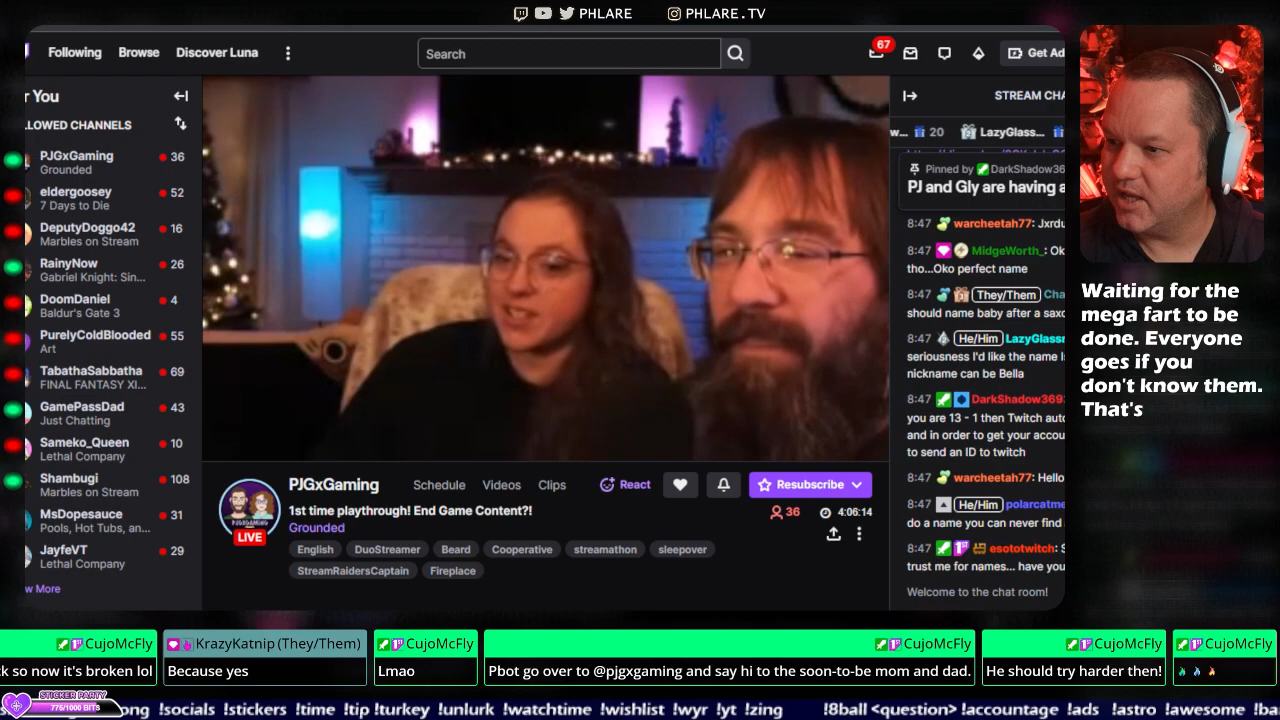 PHLARE
PHLARE.TV
Following
Browse
Discover Luna
Search
67
Get Ad
r You
LLOWED CHANNELS
PJGxGaming
36
Grounded
eldergoosey
52
7 Days to Die
DeputyDoggo42
16
Marbles on Stream
RainyNow
26
Gabriel Knight: Sin...
DoomDaniel
4
Baldur's Gate 3
PurelyColdBlooded
55
Art
TabathaSabbatha
69
FINAL FANTASY XI...
GamePassDad
43
Just Chatting
Sameko_Queen
10
Lethal Company
Shambugi
108
Marbles on Stream
MsDopesauce
31
Pools, Hot Tubs, an...
JayfeVT
29
Lethal Company
w More
PJGxGaming
Schedule
Videos
Clips
React
Resubscribe
1st time playthrough! End Game Content?!
Grounded
36
4:06:14
LIVE
English
DuoStreamer
Beard
Cooperative
streamathon
sleepover
StreamRaidersCaptain
Fireplace
STREAM CHA
w... 20 LazyGlass...
Pinned by DarkShadow36
PJ and Gly are having a
8:47 warcheetah77: Jxrdu
8:47 MidgeWorth_: Ok
tho...Oko perfect name
8:47 They/Them Cha
should name baby after a saxo
8:47 He/Him LazyGlassr
seriousness I'd like the name I
nickname can be Bella
8:47 DarkShadow369
you are 13 - 1 then Twitch auto
and in order to get your accou
to send an ID to twitch
8:47 warcheetah77: Hello
8:47 He/Him polarcatme
do a name you can never find
8:47 esototwitch: S
trust me for names... have you
Welcome to the chat room!
Waiting for the
mega fart to be
done. Everyone
goes if you
don't know them.
That's
CujoMcFly
k so now it's broken lol
KrazyKatnip (They/Them)
Because yes
CujoMcFly
Lmao
CujoMcFly
Pbot go over to @pjgxgaming and say hi to the soon-to-be mom and dad.
CujoMcFly
He should try harder then!
CujoMcFly
STICKER PARTY
775/1000 BITS
ong !socials !stickers !time !tip !turkey !unlurk !watchtime !wishlist !wyr !yt !zing !8ball <question> !accountage !ads !astro !awesome !ba